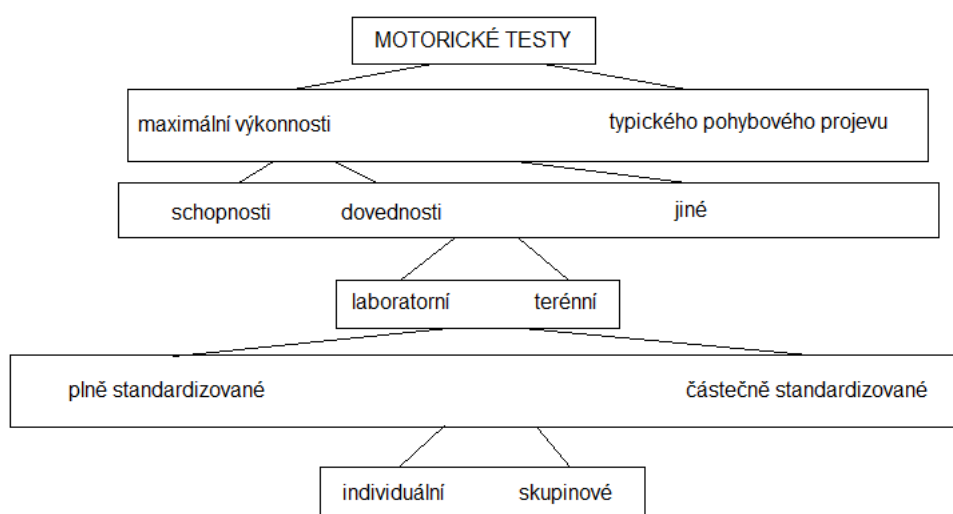 MOTORICKÉ TESTY
maximální výkonnosti typického pohybového projevu
schopnosti dovednosti jiné
laboratorní terénní
plně standardizované částečně standardizované
individuální skupinové